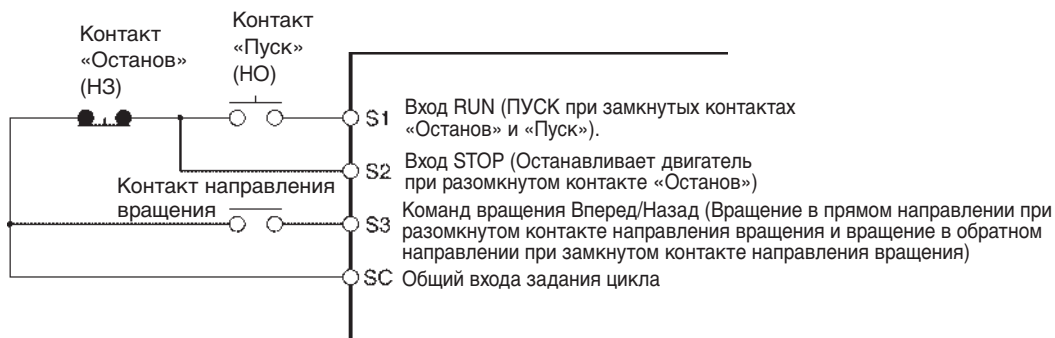 Контакт
«Останов»
(НЗ)
Контакт
«Пуск»
(НО)
S1 Вход RUN (ПУСК при замкнутых контактах
«Останов» и «Пуск»).
S2 Вход STOP (Останавливает двигатель
при разомкнутом контакте «Останов»)
Контакт направления
вращения
S3 Команд вращения Вперед/Назад (Вращение в прямом направлении при
разомкнутом контакте направления вращения и вращение в обратном
направлении при замкнутом контакте направления вращения)
SC Общий входа задания цикла